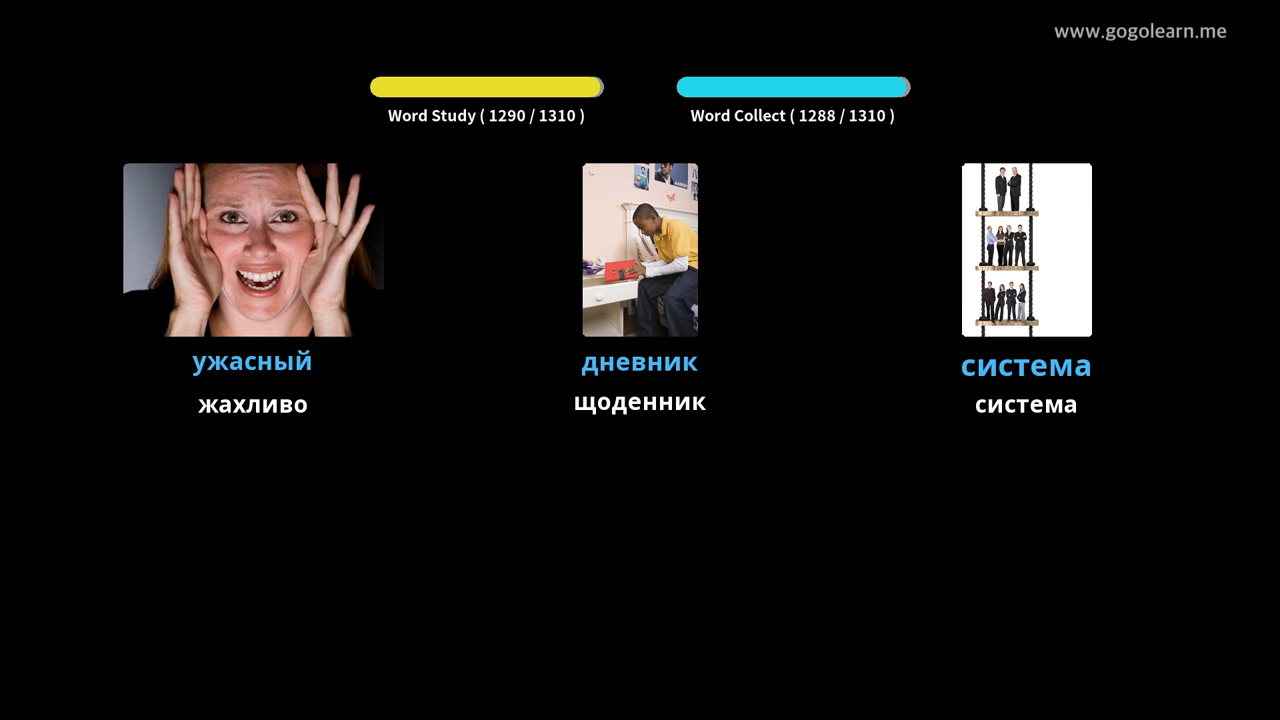 www.gogolearn.me
Word Study ( 1290 / 1310 )
Word Collect ( 1288 / 1310 )
ужасный
дневник
система
жахливо
щоденник
система